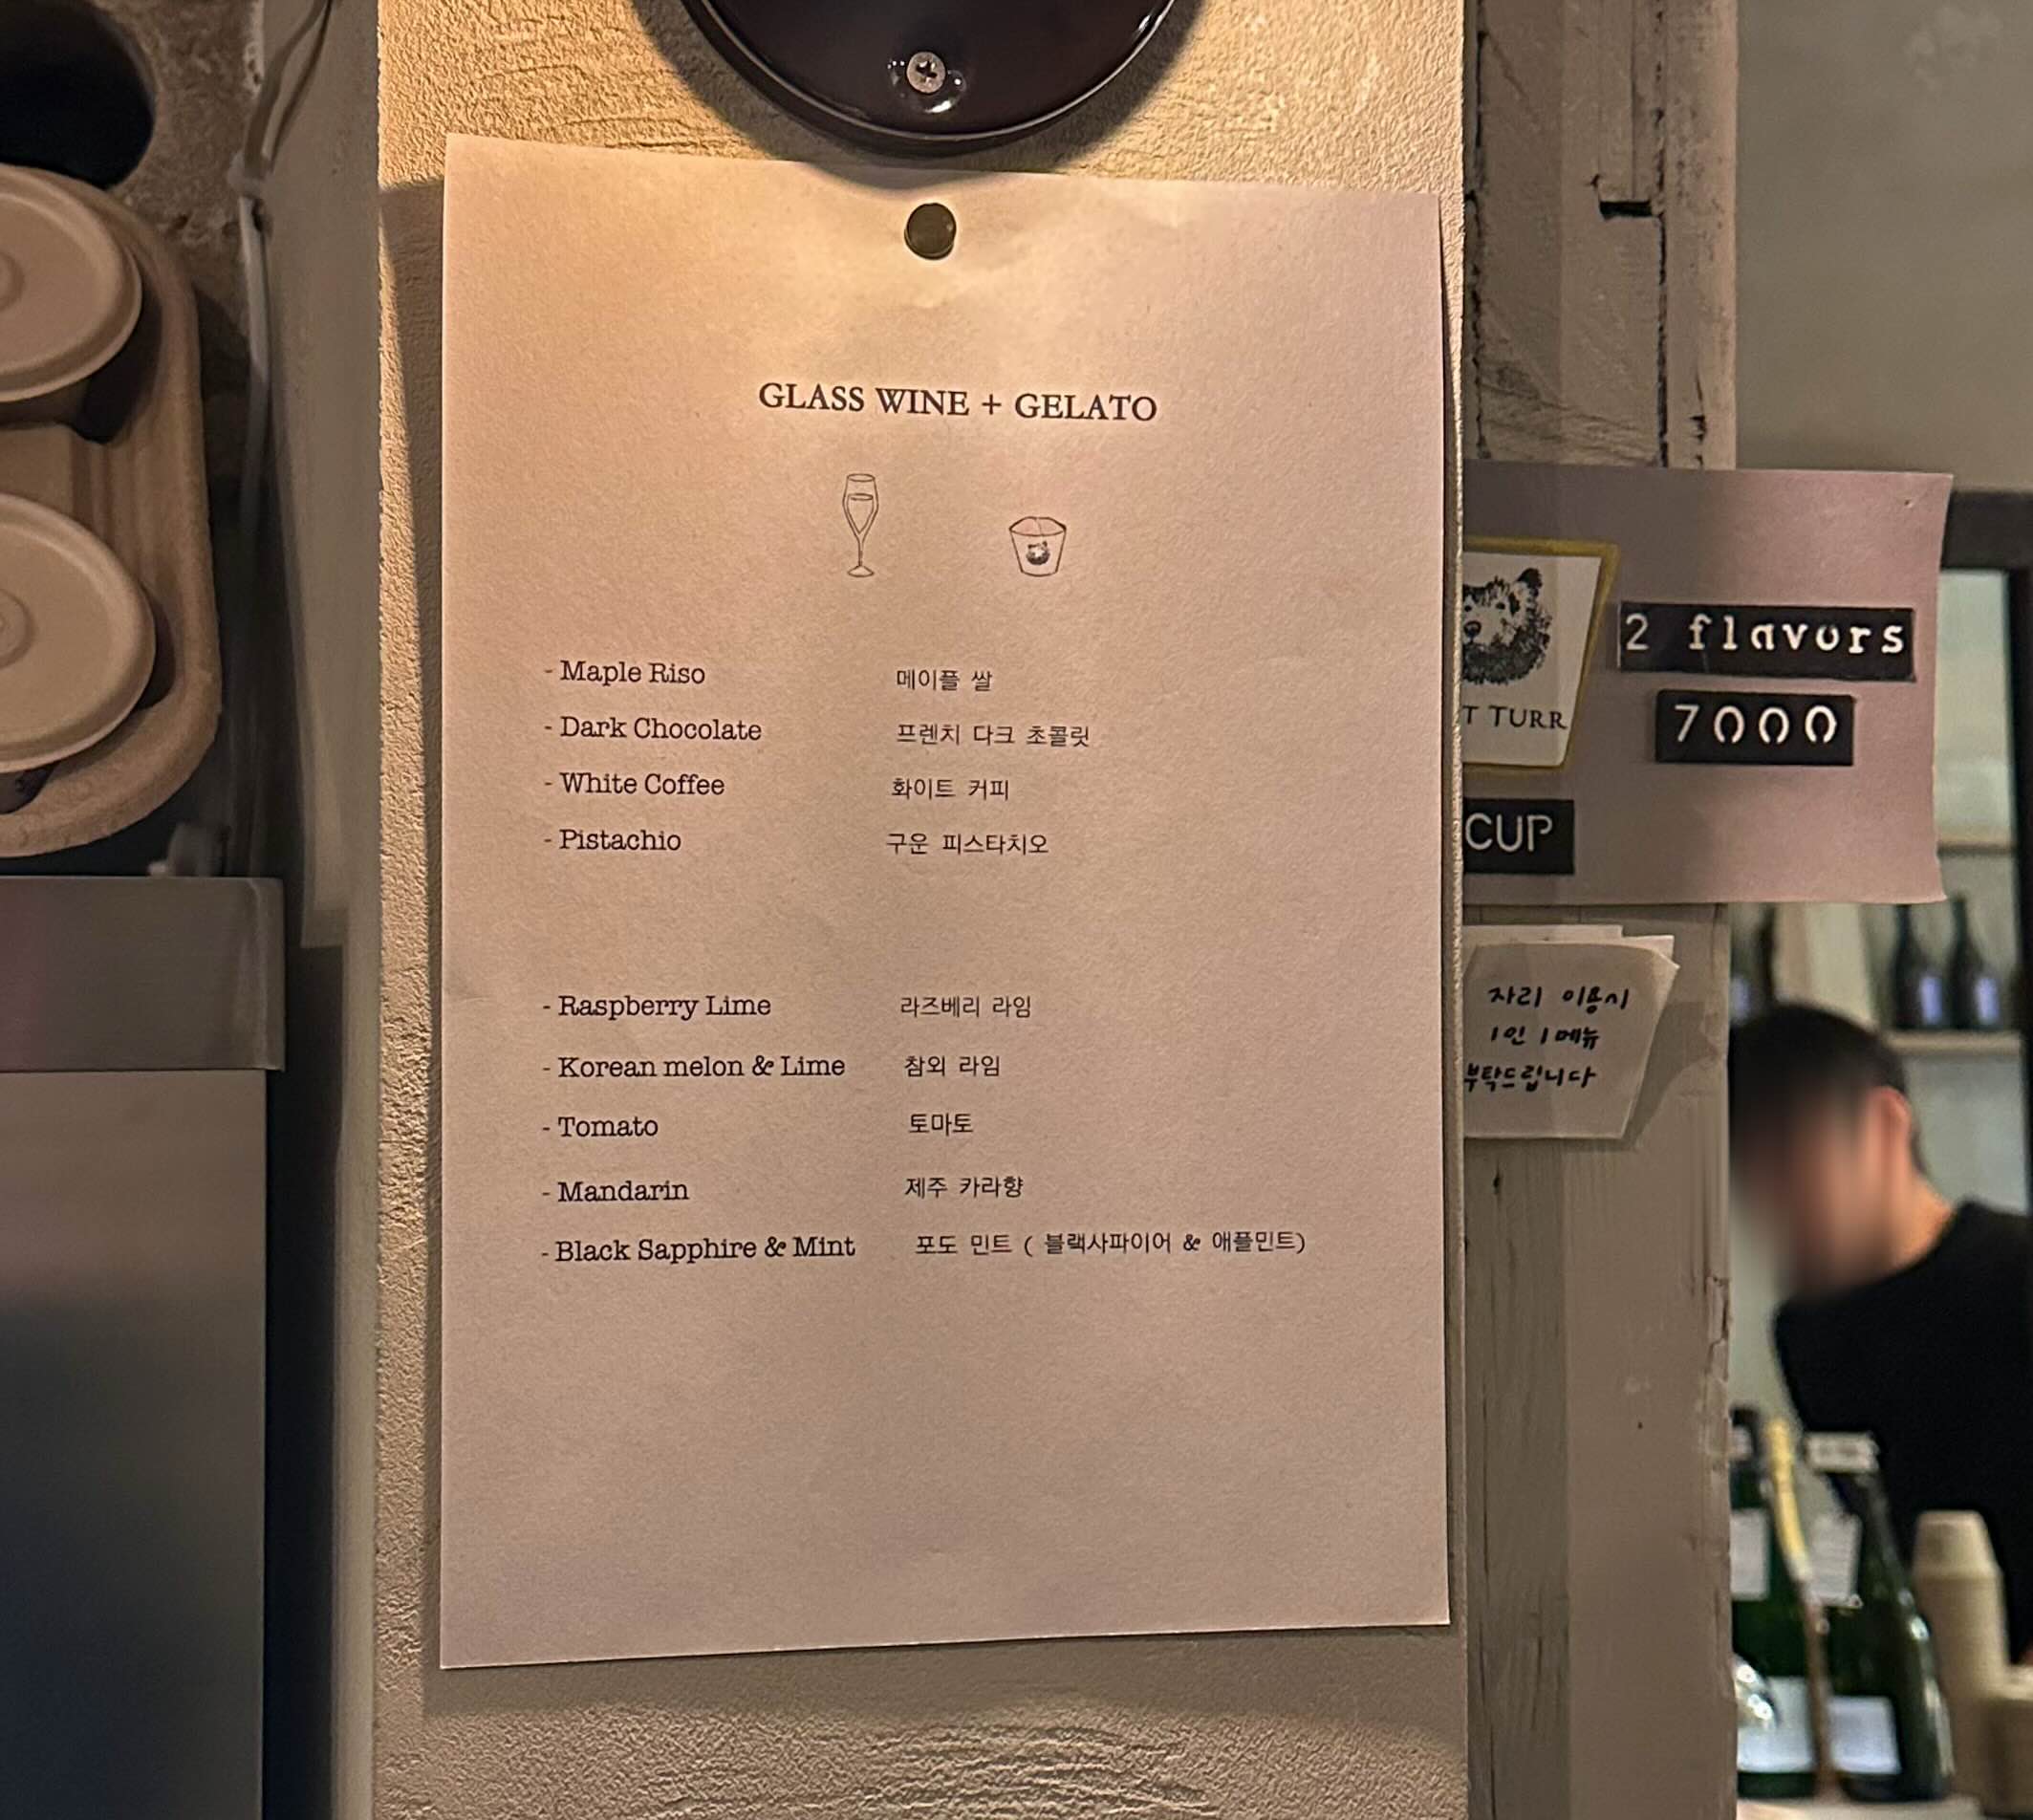 GLASS WINE + GELATO
- Maple Riso 메이플 쌀
- Dark Chocolate 프렌치 다크 초콜릿
- White Coffee 화이트 커피
- Pistachio 구운 피스타치오
- Raspberry Lime 라즈베리 라임
- Korean melon & Lime 참외 라임
- Tomato 토마토
- Mandarin 제주 카라향
- Black Sapphire & Mint 포도 민트 ( 블랙사파이어 & 애플민트)
T TURR
2 flavors
7000
CUP
자리 이용시
1인 1메뉴
부탁드립니다